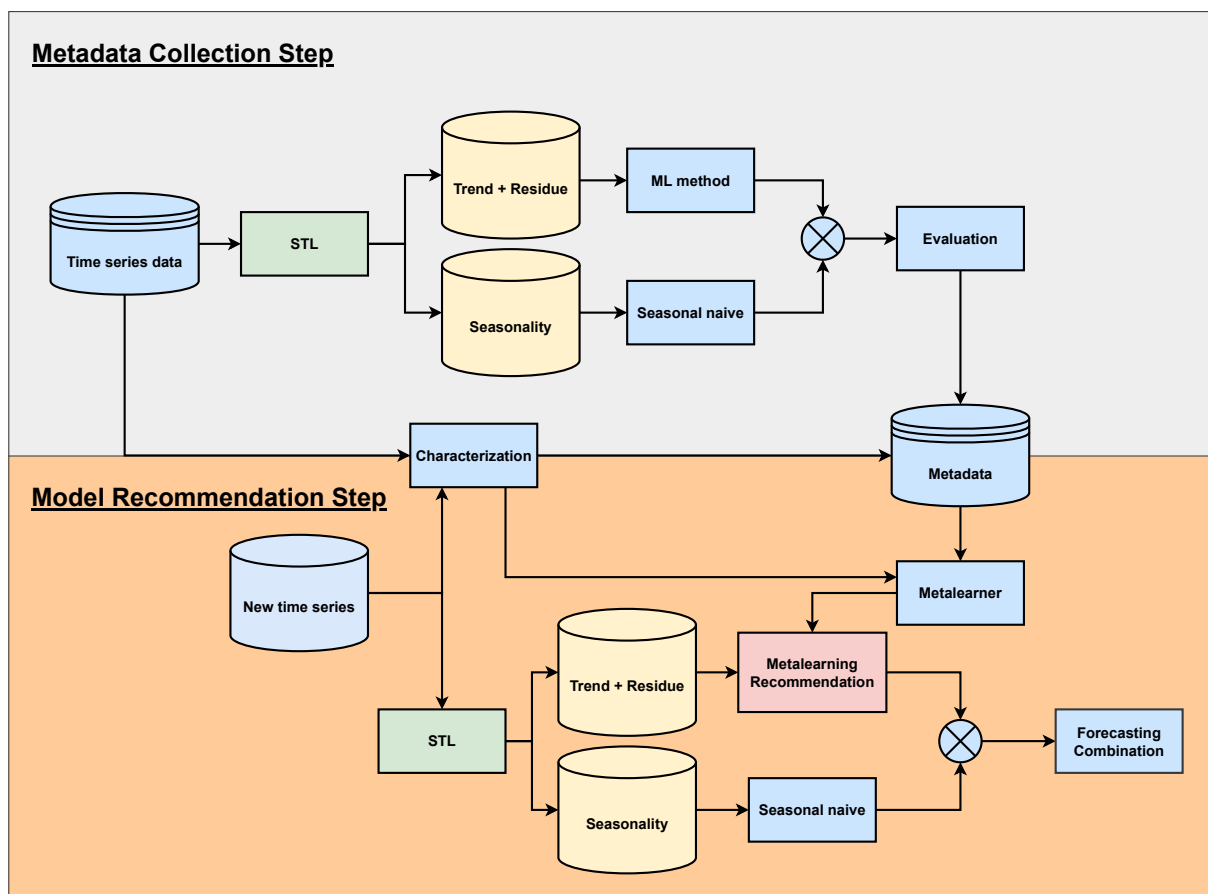 Metadata Collection Step
Trend + Residue
ML method
Time series data
STL
Evaluation
Seasonality
Seasonal naive
Characterization
Metadata
Model Recommendation Step
New time series
Metalearner
Trend + Residue
Metalearning
Recommendation
STL
Forecasting
Combination
Seasonality
Seasonal naive